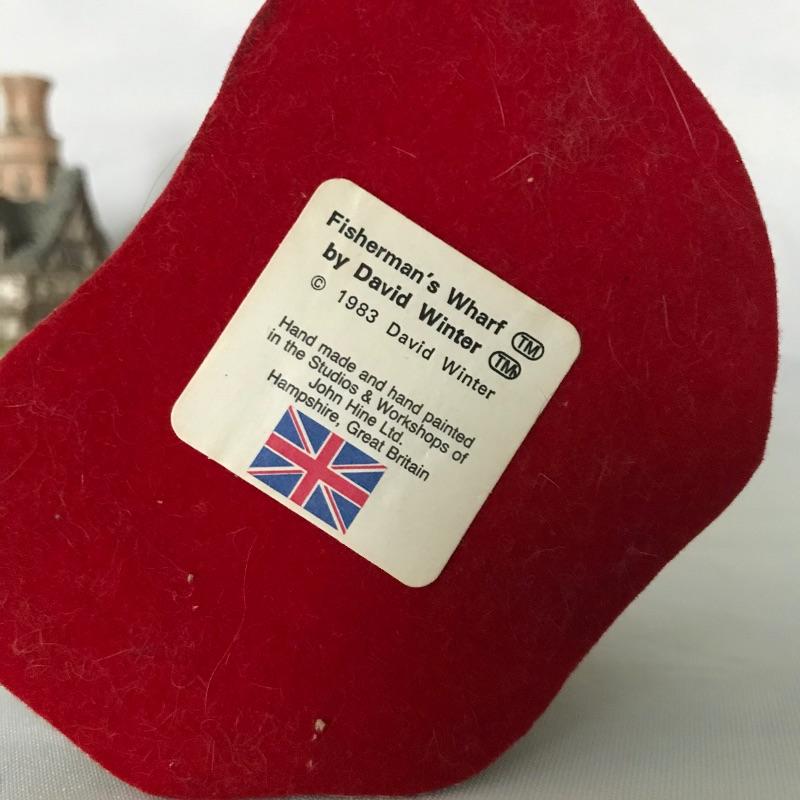 Fisherman's Wharf TM
by David Winter TM
© 1983 David Winter
Hand made and hand painted
in the Studios & Workshops of
John Hine Ltd.
Hampshire, Great Britain